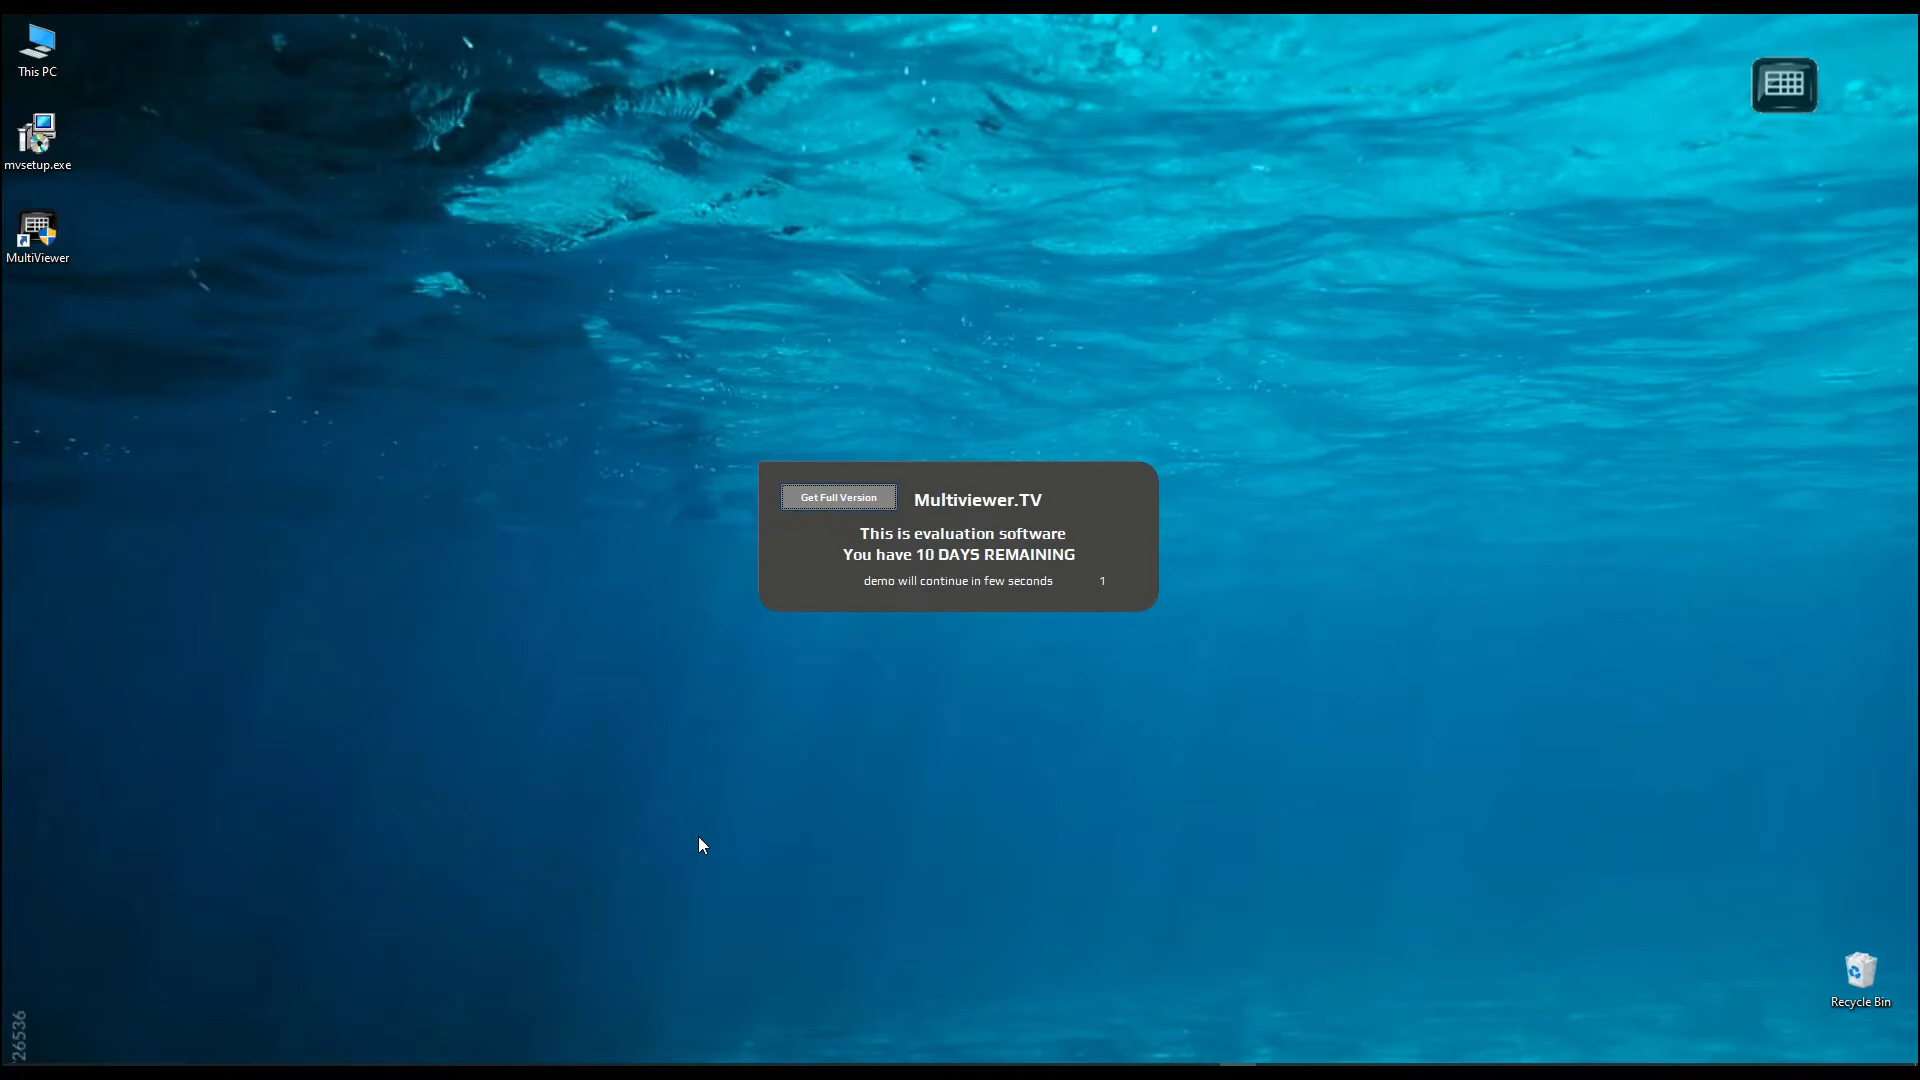 This PC
mvsetup.exe
MultiViewer
Get Full Version
Multiviewer.TV
This is evaluation software
You have 10 DAYS REMAINING
demo will continue in few seconds 1
Recycle Bin
26536